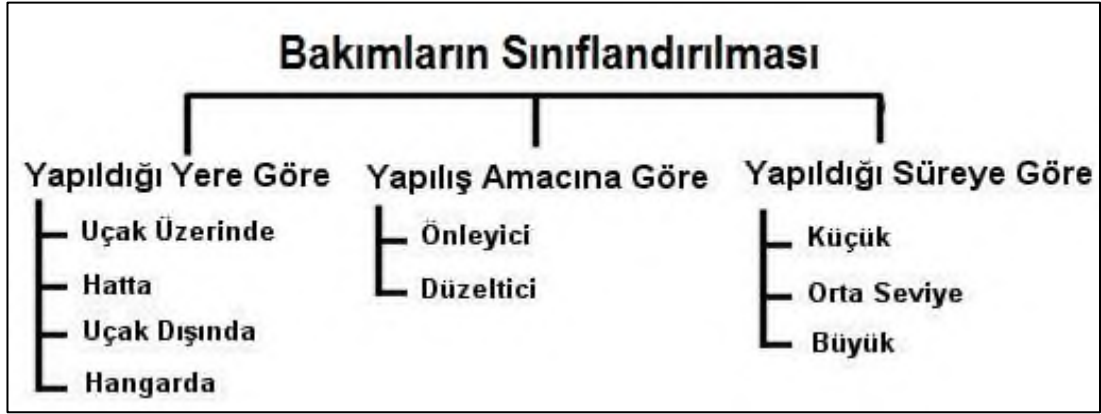 Bakımların Sınıflandırılması
Yapıldığı Yere Göre
Uçak Üzerinde
Hatta
Uçak Dışında
Hangarda
Yapılış Amacına Göre
Önleyici
Düzeltici
Yapıldığı Süreye Göre
Küçük
Orta Seviye
Büyük